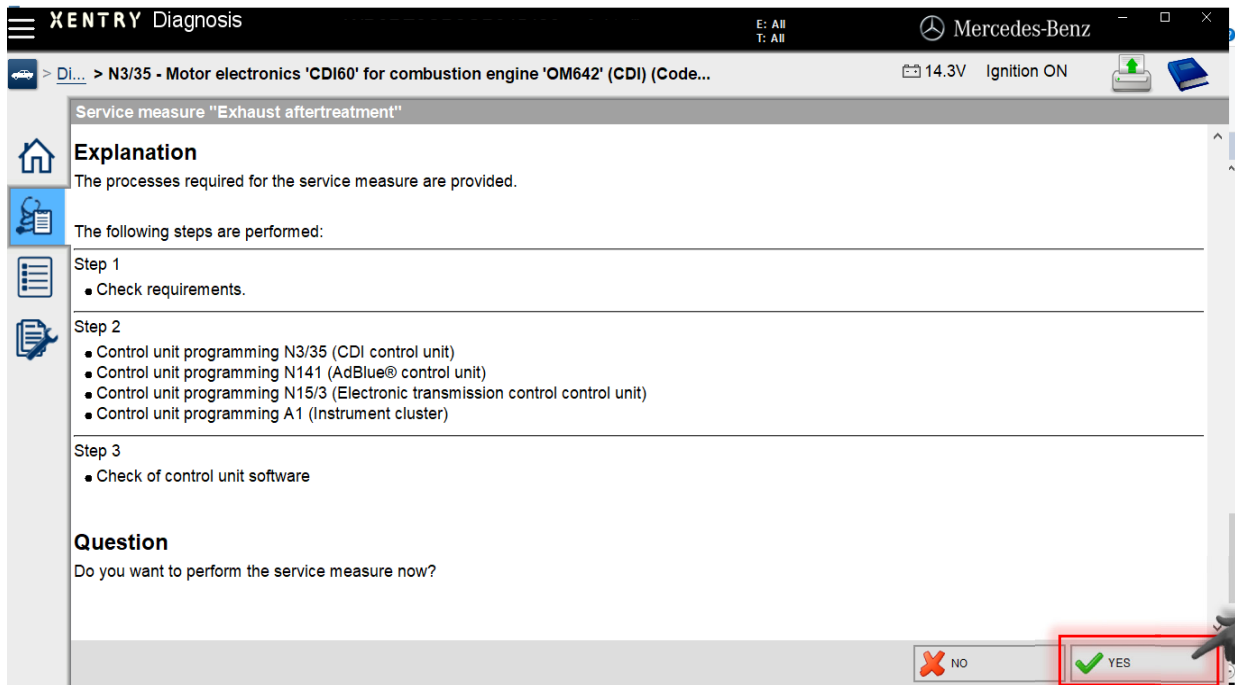 XENTRY Diagnosis
E: All
T: All
Mercedes-Benz
> Di... > N3/35 - Motor electronics 'CDI60' for combustion engine 'OM642' (CDI) (Code...
14.3V Ignition ON
Service measure "Exhaust aftertreatment"
Explanation
The processes required for the service measure are provided.
The following steps are performed:
Step 1
• Check requirements.
Step 2
• Control unit programming N3/35 (CDI control unit)
• Control unit programming N141 (AdBlue® control unit)
• Control unit programming N15/3 (Electronic transmission control control unit)
• Control unit programming A1 (Instrument cluster)
Step 3
• Check of control unit software
Question
Do you want to perform the service measure now?
NO
YES